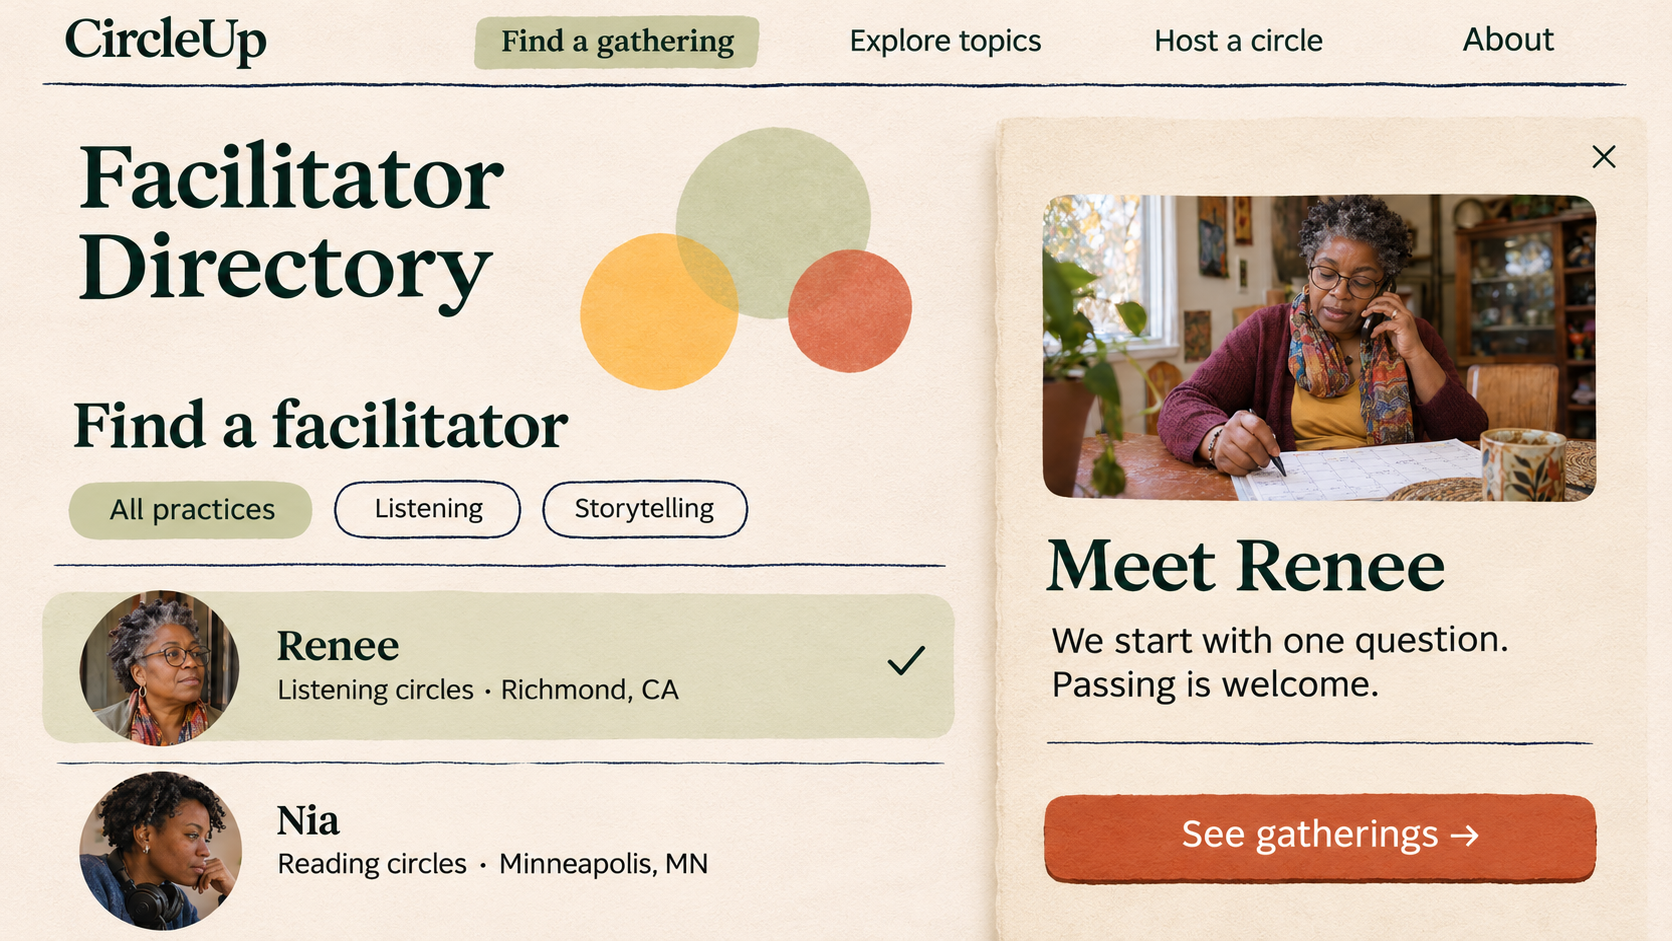 CircleUp
Find a gathering
Explore topics
Host a circle
About
Facilitator
Directory
Find a facilitator
All practices
Listening
Storytelling
Renee
Listening circles • Richmond, CA
Nia
Reading circles • Minneapolis, MN
Meet Renee
We start with one question.
Passing is welcome.
See gatherings →